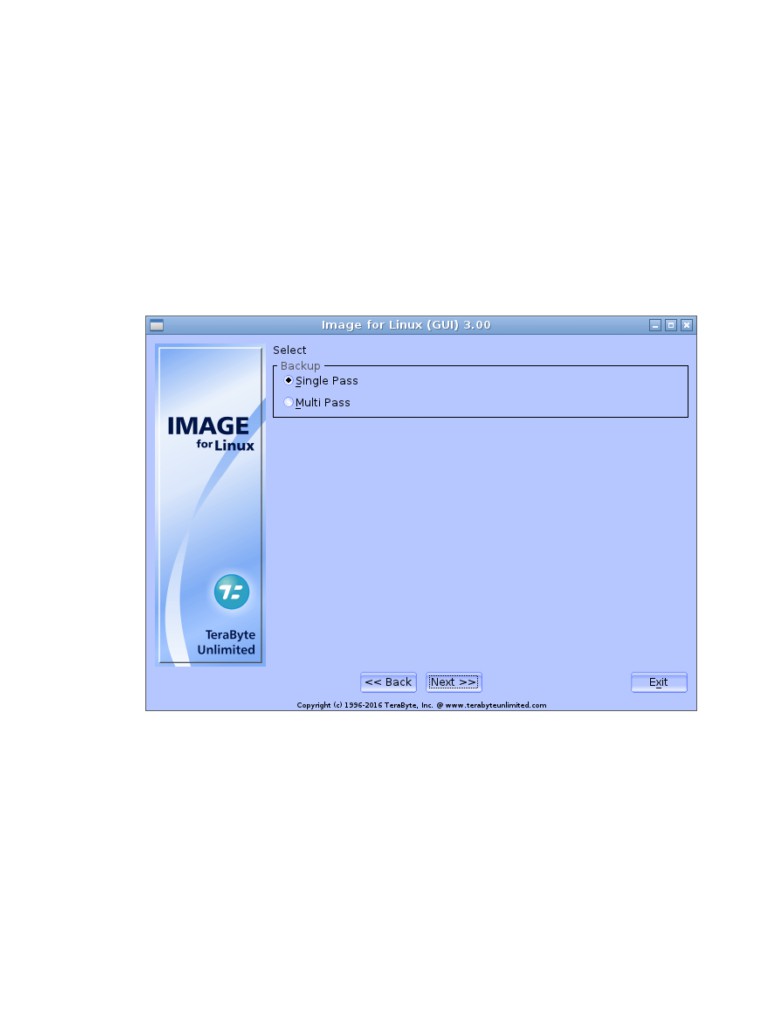 Image for Linux (GUI) 3.00
Select
Backup
Single Pass
Multi Pass
IMAGE
for Linux
TeraByte
Unlimited
<< Back
Next >>
Exit
Copyright (c) 1996-2016 TeraByte, Inc. @ www.terabyteunlimited.com